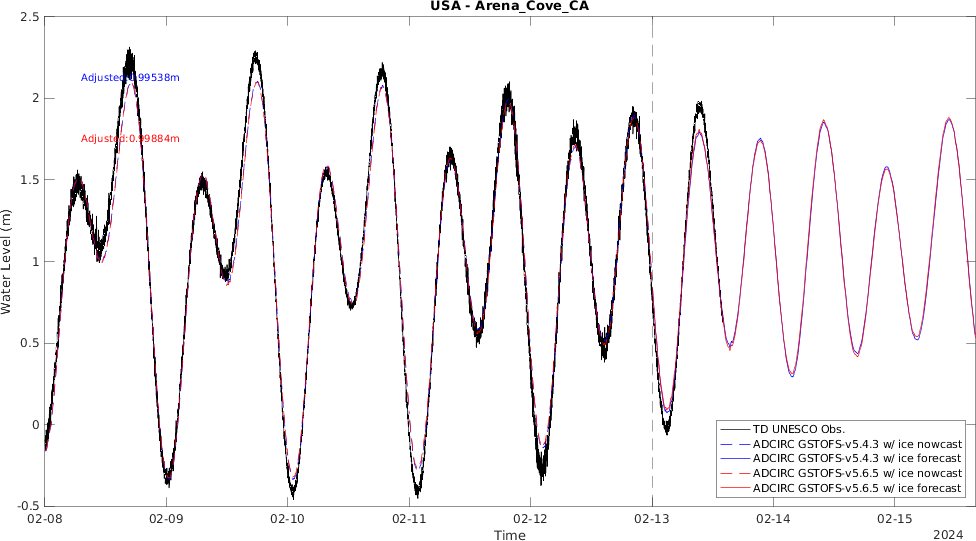 USA - Arena_Cove_CA
2.5
2
1.5
1
0.5
0
-0.5
Water Level (m)
Adjusted:0.99538m
Adjusted:0.99884m
TD UNESCO Obs.
ADCIRC GSTOFS-v5.4.3 w/ ice nowcast
ADCIRC GSTOFS-v5.4.3 w/ ice forecast
ADCIRC GSTOFS-v5.6.5 w/ ice nowcast
ADCIRC GSTOFS-v5.6.5 w/ ice forecast
02-08 02-09 02-10 02-11 02-12 02-13 02-14 02-15
Time
2024